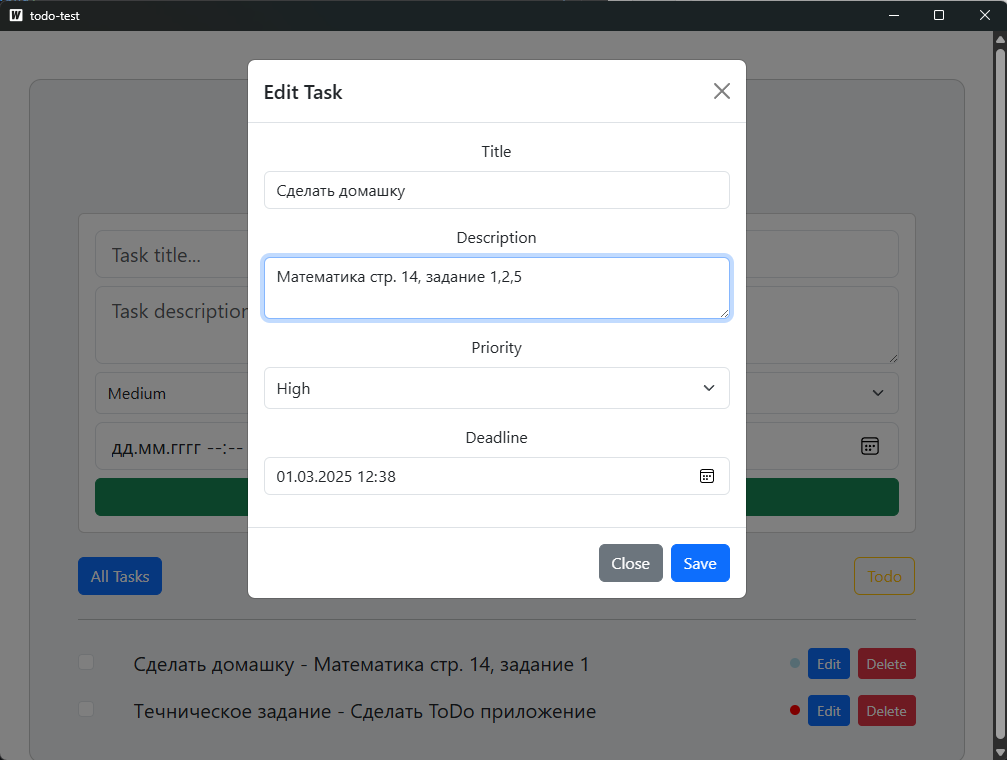 todo-test
Edit Task
Title
Сделать домашку
Description
Математика стр. 14, задание 1,2,5
Priority
High
Deadline
01.03.2025 12:38
Close Save
Task title...
Task description
Medium
дд.мм.гггг --:--
All Tasks Todo
Сделать домашку - Математика стр. 14, задание 1 Edit Delete
Течническое задание - Сделать ToDo приложение Edit Delete